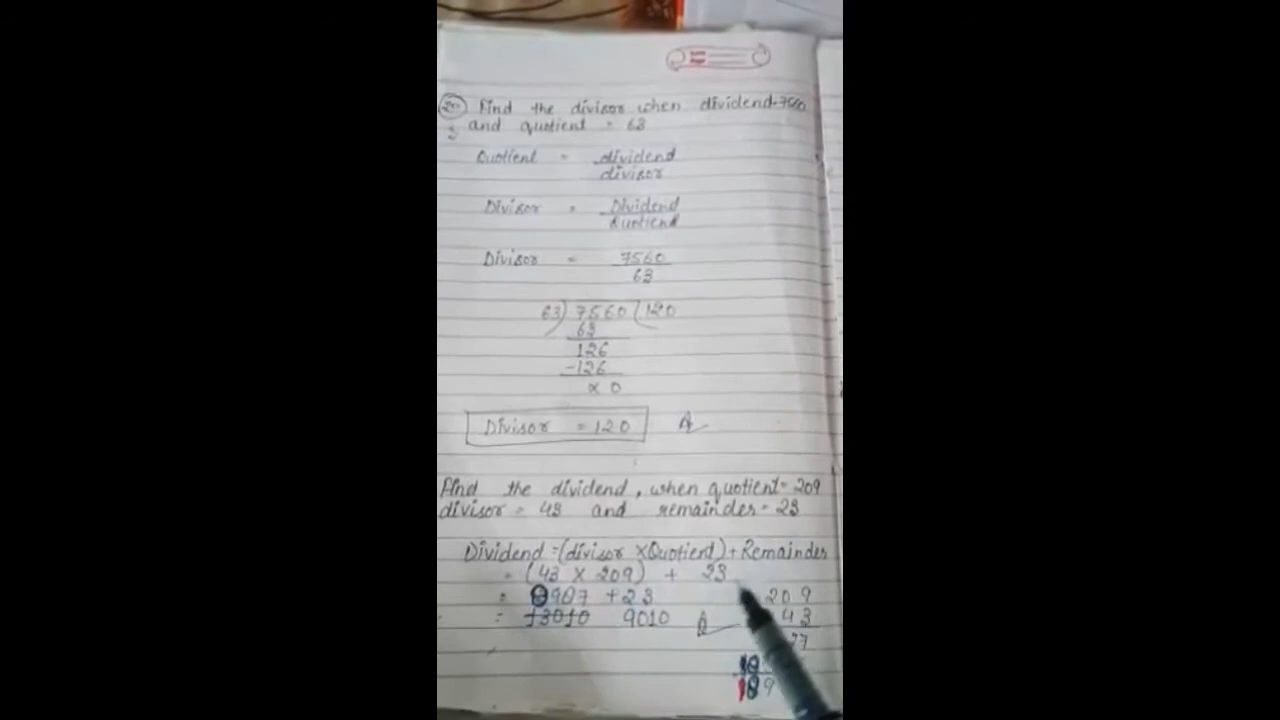 Find the divisor when dividend=7560
and quotient = 63
Quotient = dividend
divisor
Divisor = Dividend
Quotiend
Divisor = 7560
63
63) 7560 (120
63
126
-126
x 0
Divisor = 120
Find the dividend, when quotient= 209
divisor = 43 and remainder= 23
Dividend =(divisor ×Quotient)+Remainder
= (43 × 209) + 23
= 8987 +23
= 13010 9010
209
43